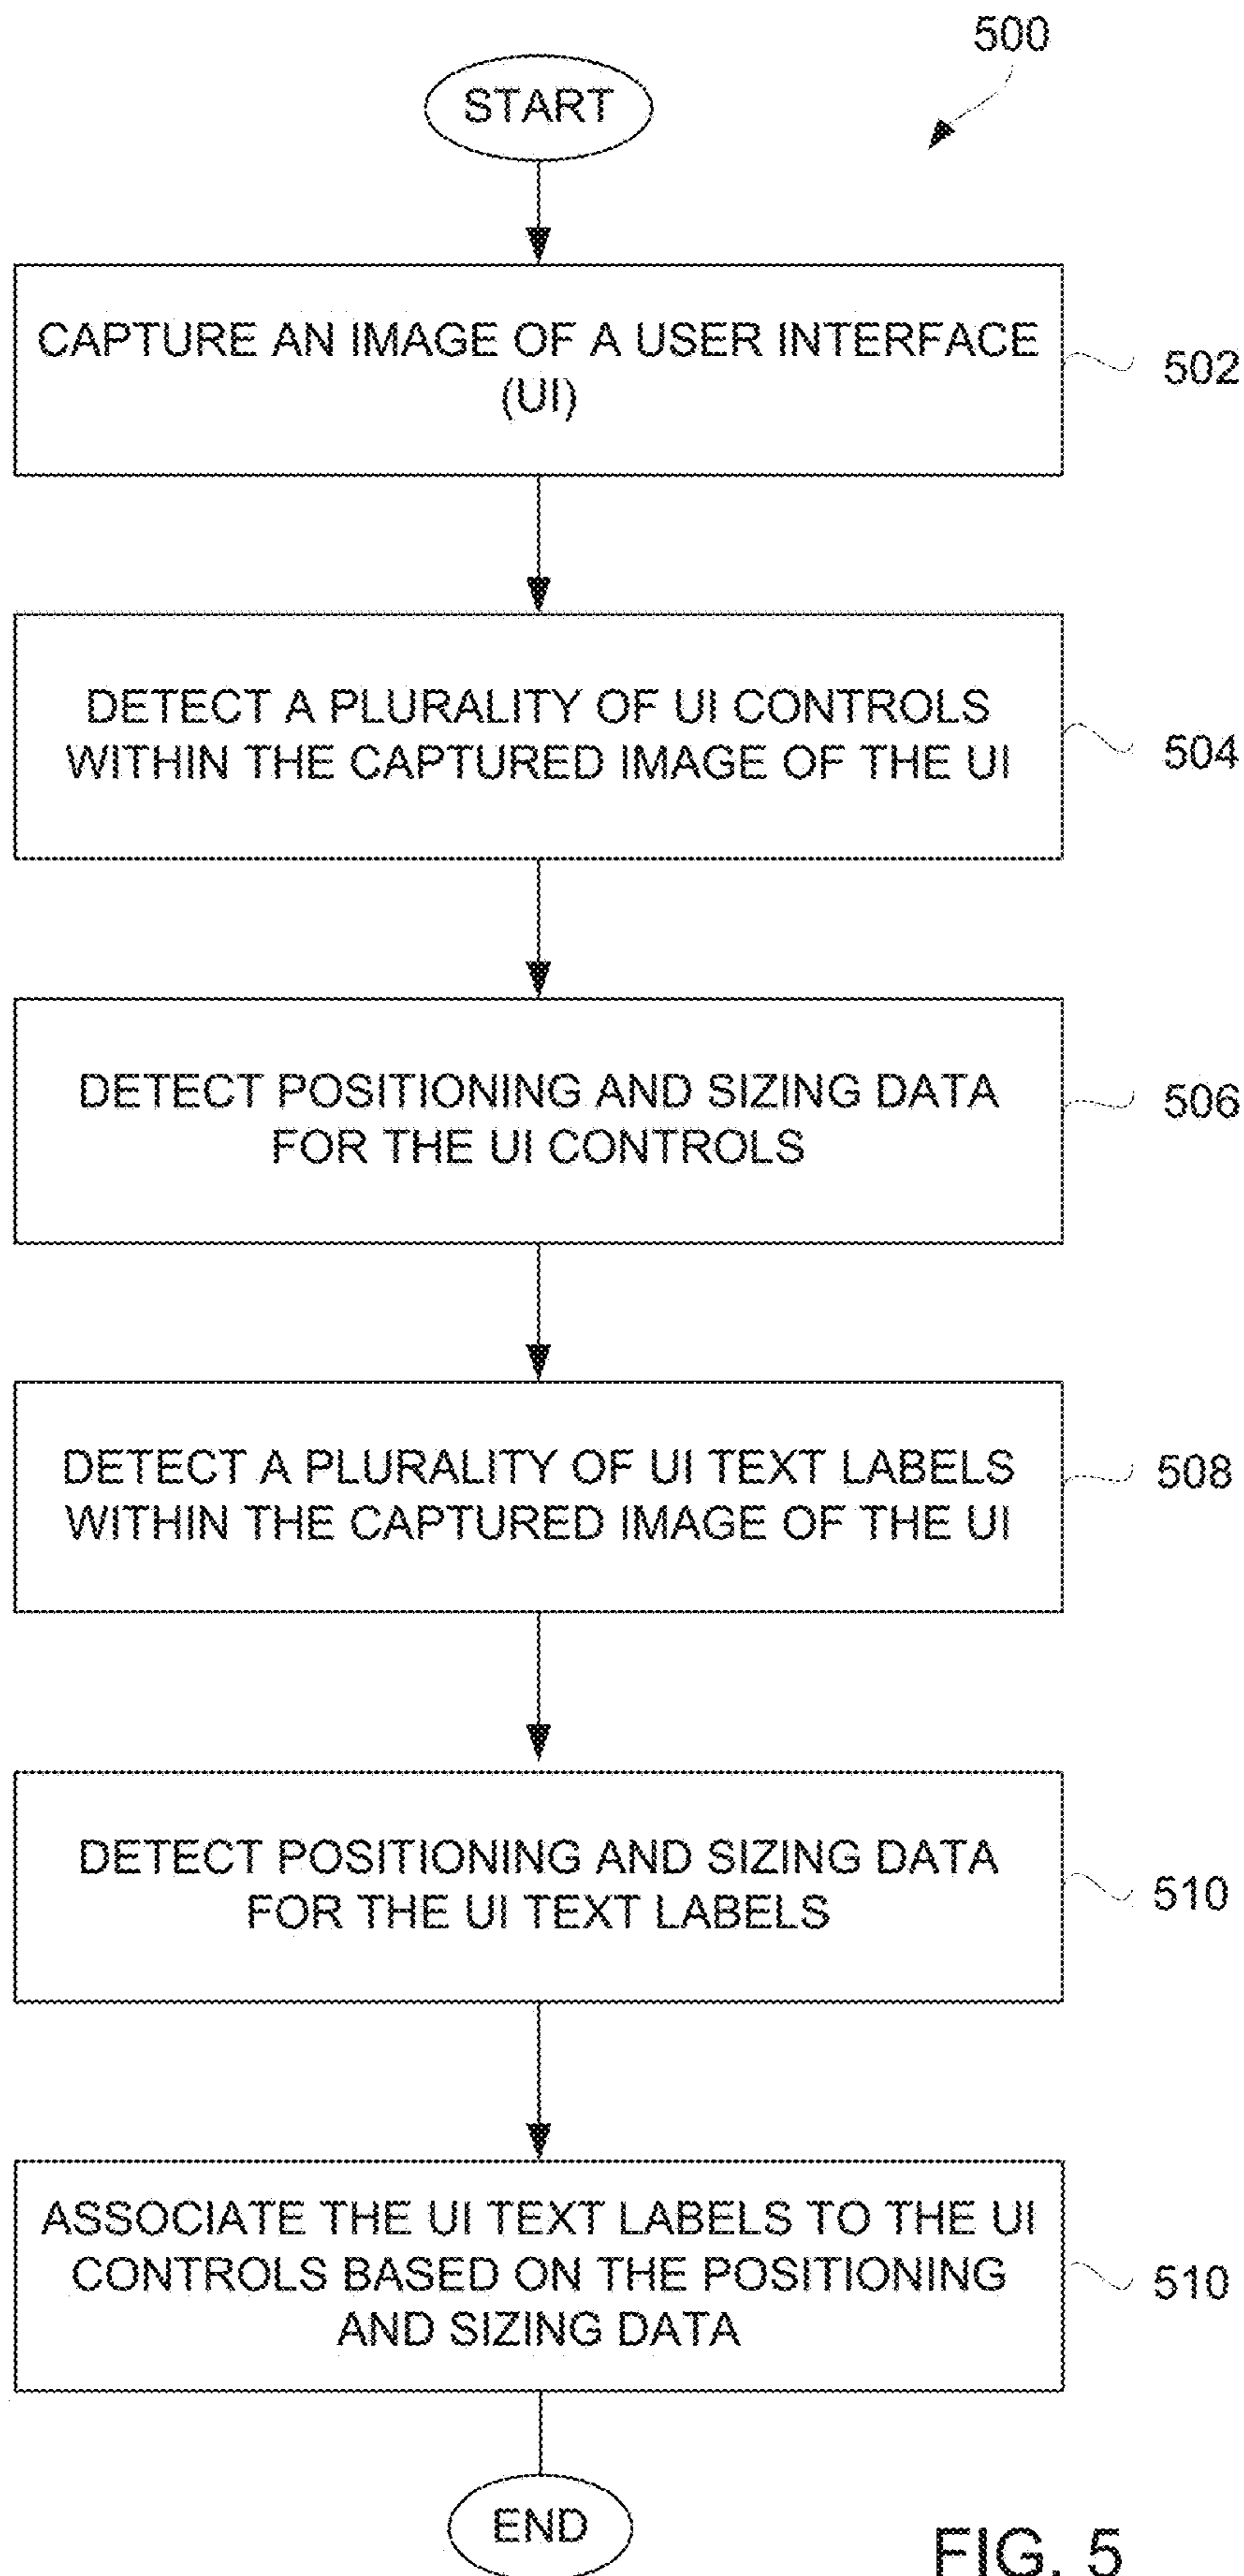 500
START
CAPTURE AN IMAGE OF A USER INTERFACE
(UI)
502
DETECT A PLURALITY OF UI CONTROLS
WITHIN THE CAPTURED IMAGE OF THE UI
504
DETECT POSITIONING AND SIZING DATA
FOR THE UI CONTROLS
506
DETECT A PLURALITY OF UI TEXT LABELS
WITHIN THE CAPTURED IMAGE OF THE UI
508
DETECT POSITIONING AND SIZING DATA
FOR THE UI TEXT LABELS
510
ASSOCIATE THE UI TEXT LABELS TO THE UI
CONTROLS BASED ON THE POSITIONING
AND SIZING DATA
510
END
FIG. 5